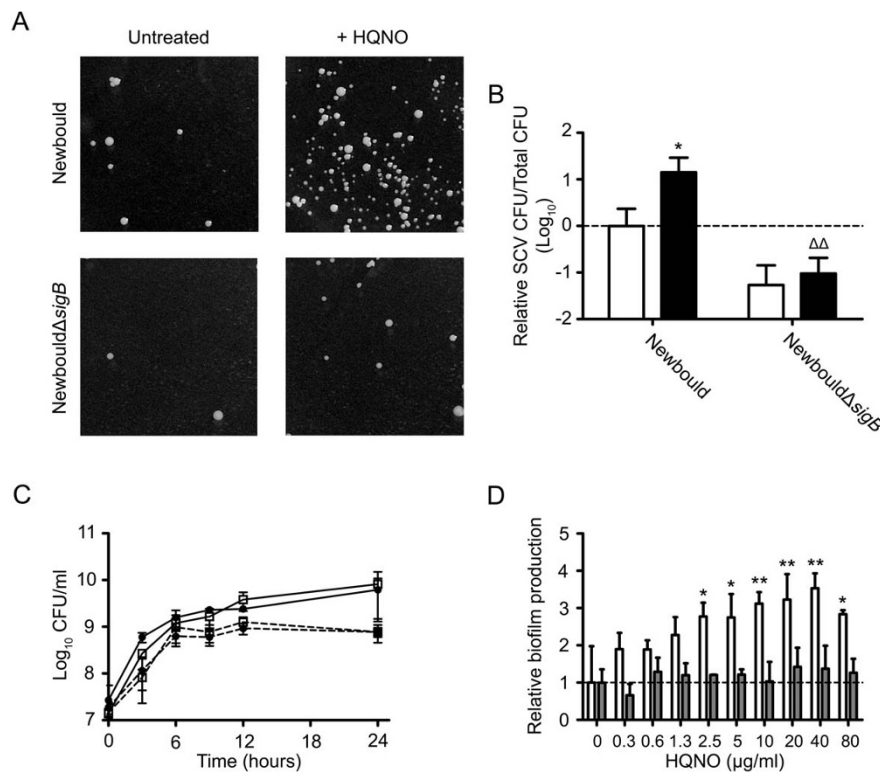 A
Untreated
+ HQNO
Newbould
NewbouldΔsigB
B
Relative SCV CFU/Total CFU
(Log10)
2
1
0
-1
-2
*
ΔΔ
Newbould
NewbouldΔsigB
C
Log10 CFU/ml
11
10
9
8
7
0 6 12 18 24
Time (hours)
D
Relative biofilm production
5
4
3
2
1
0
* * ** ** ** *
0 0.3 0.6 1.3 2.5 5 10 20 40 80
HQNO (µg/ml)